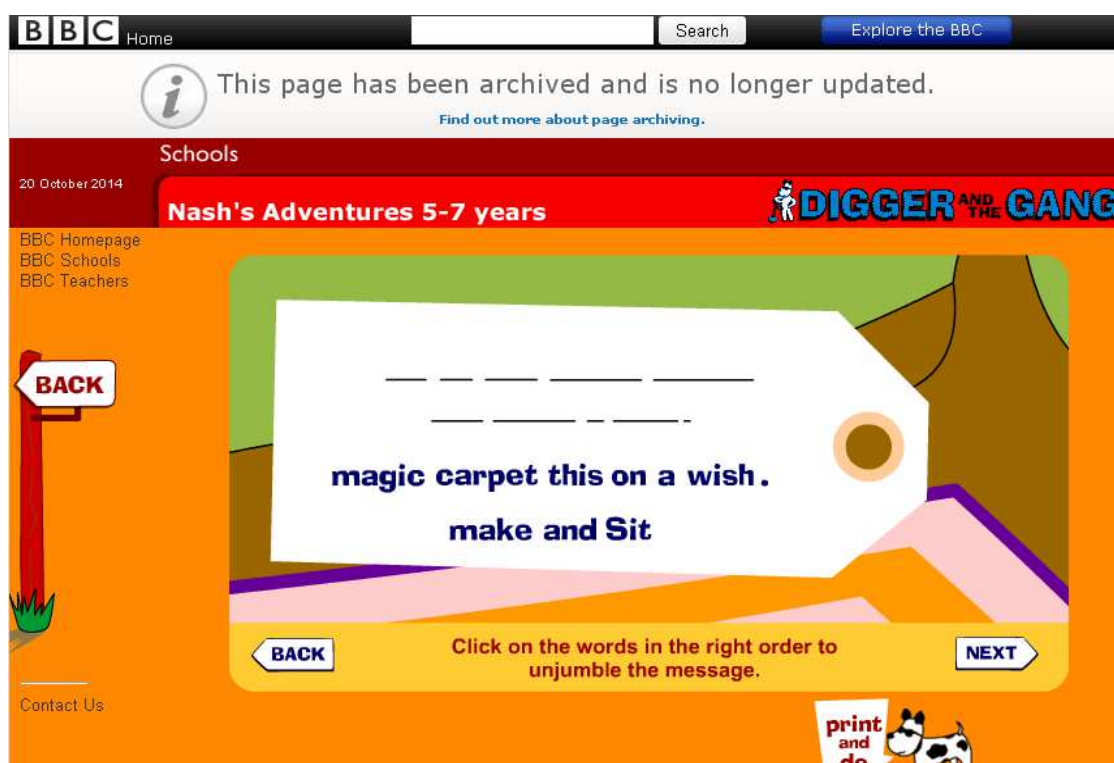 BBC Home Search Explore the BBC
This page has been archived and is no longer updated.
Find out more about page archiving.
Schools
20 October 2014
Nash's Adventures 5-7 years DIGGER AND THE GANG
BBC Homepage
BBC Schools
BBC Teachers
BACK
magic carpet this on a wish.
make and Sit
BACK
Click on the words in the right order to
unjumble the message.
NEXT
Contact Us
print
and
do